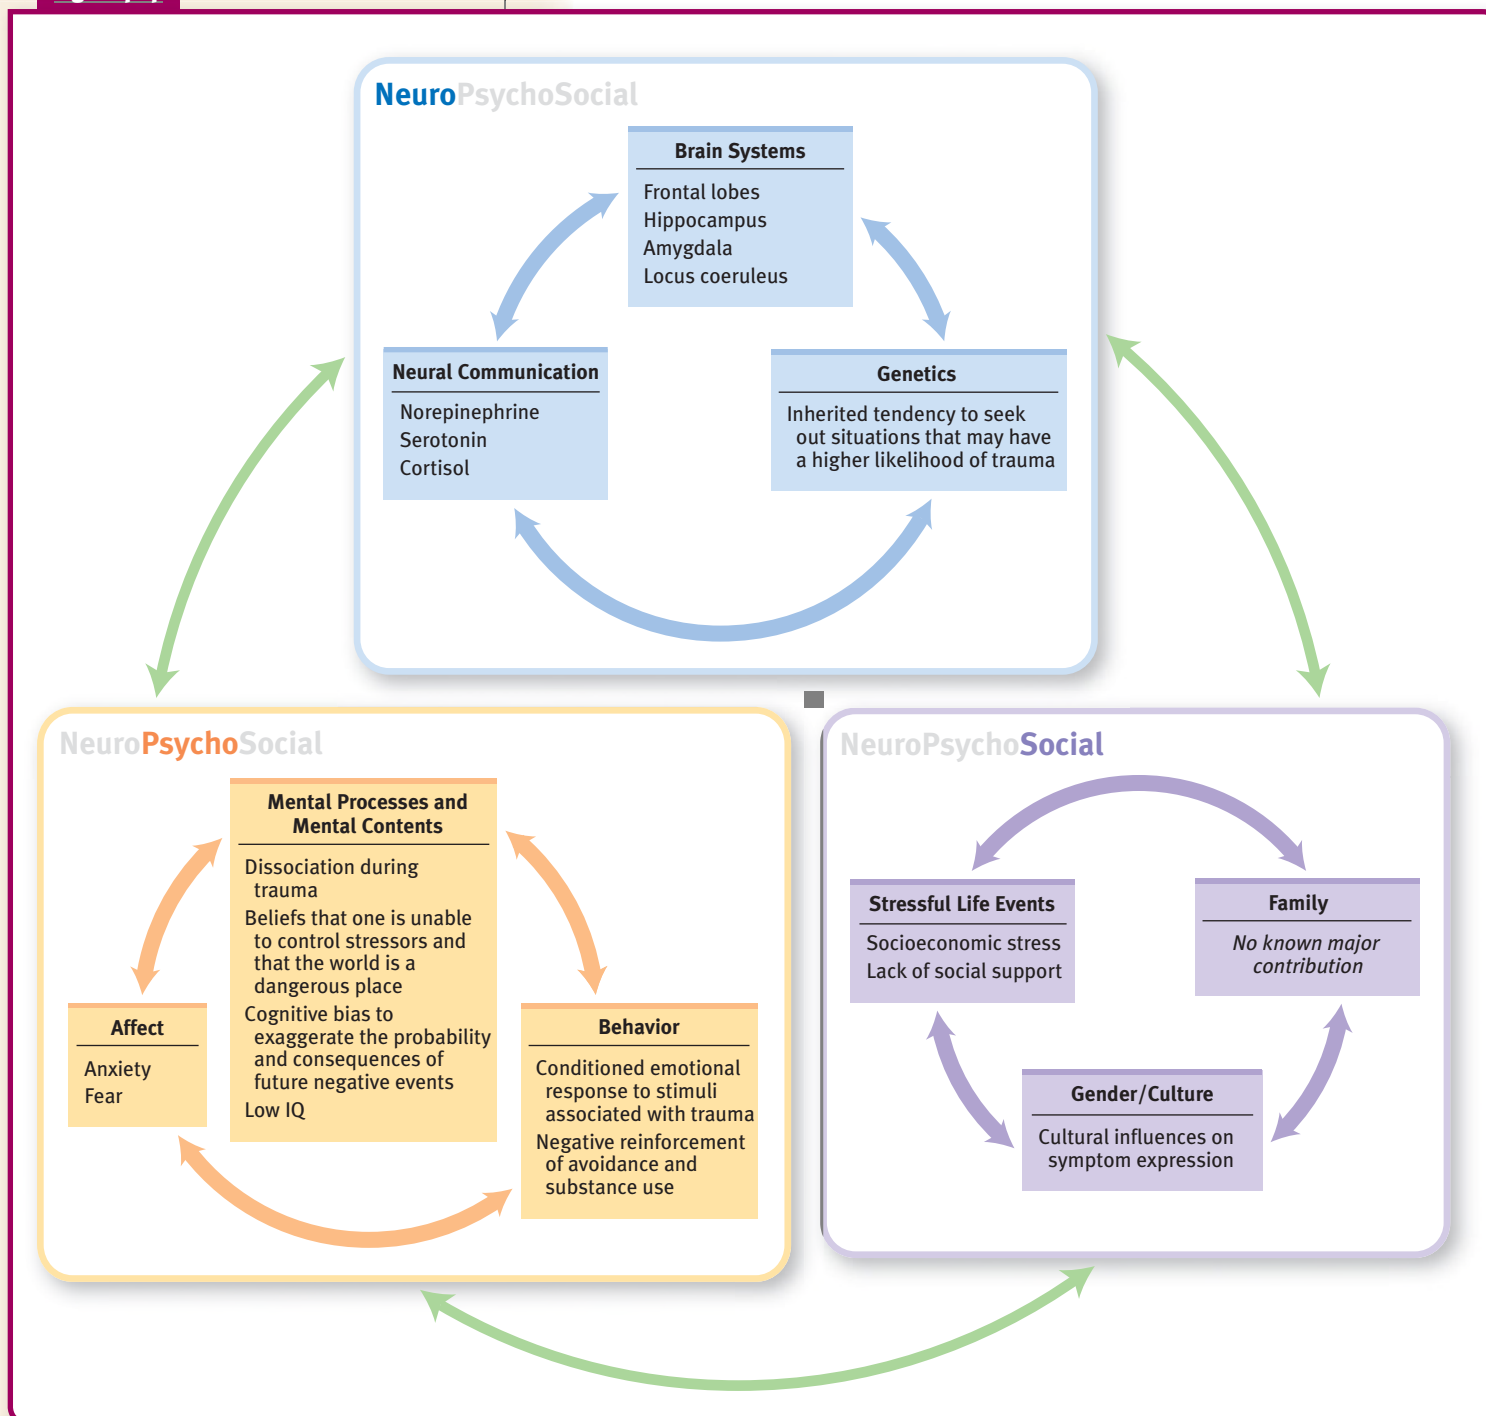 NeuroPsychoSocial
Brain Systems
Frontal lobes
Hippocampus
Amygdala
Locus coeruleus
Neural Communication
Norepinephrine
Serotonin
Cortisol
Genetics
Inherited tendency to seek
out situations that may have
a higher likelihood of trauma
NeuroPsychoSocial
Mental Processes and
Mental Contents
Dissociation during
trauma
Beliefs that one is unable
to control stressors and
that the world is a
dangerous place
Cognitive bias to
exaggerate the probability
and consequences of
future negative events
Low IQ
Affect
Anxiety
Fear
Behavior
Conditioned emotional
response to stimuli
associated with trauma
Negative reinforcement
of avoidance and
substance use
NeuroPsychoSocial
Stressful Life Events
Socioeconomic stress
Lack of social support
Family
No known major
contribution
Gender/Culture
Cultural influences on
symptom expression